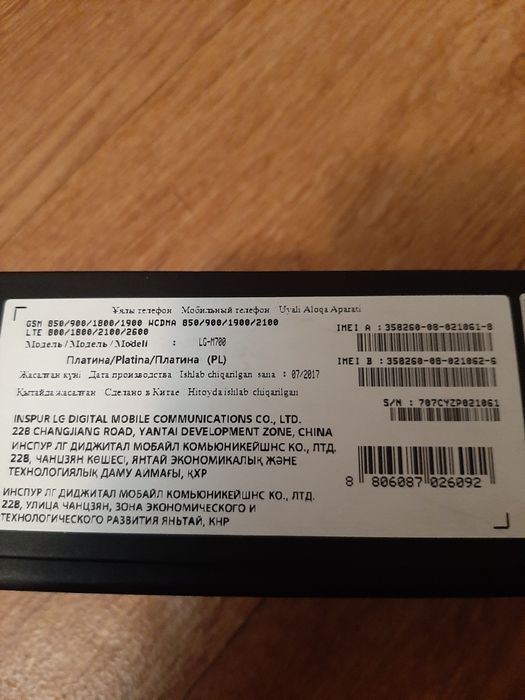 Ұялы телефон Мобильный телефон Uyali Aloqa Aparati
GSM 850/900/1800/1900 WCDMA 850/900/1900/2100
LTE 800/1800/2100/2600
Модель/Модель/Modeli : LG-M700
Платина/Platina/Платина (PL)
Жасалған күні Дата производства Ishlab chiqarilgan sana : 07/2017
Қытайда жасалған Сделано в Китае Hitoyda ishlab chiqarilgan
INSPUR LG DIGITAL MOBILE COMMUNICATIONS CO., LTD.
228 CHANGJIANG ROAD, YANTAI DEVELOPMENT ZONE, CHINA
ИНСПУР ЛГ ДИДЖИТАЛ МОБАЙЛ КОМЬЮНИКЕЙШНС КО., ЛТД.
228, ЧАНЦЗЯН КӨШЕСІ, ЯНТАЙ ЭКОНОМИКАЛЫҚ ЖӘНЕ
ТЕХНОЛОГИЯЛЫҚ ДАМУ АЙМАҒЫ, ҚХР
ИНСПУР ЛГ ДИДЖИТАЛ МОБАЙЛ КОМЬЮНИКЕЙШНС КО., ЛТД.
228, УЛИЦА ЧАНЦЗЯН, ЗОНА ЭКОНОМИЧЕСКОГО И
ТЕХНОЛОГИЧЕСКОГО РАЗВИТИЯ ЯНЬТАЙ, КНР
IMEI A : 358260-08-021061-8
IMEI B : 358260-08-021062-6
S/N : 707CYZP021061
8 806087 026092